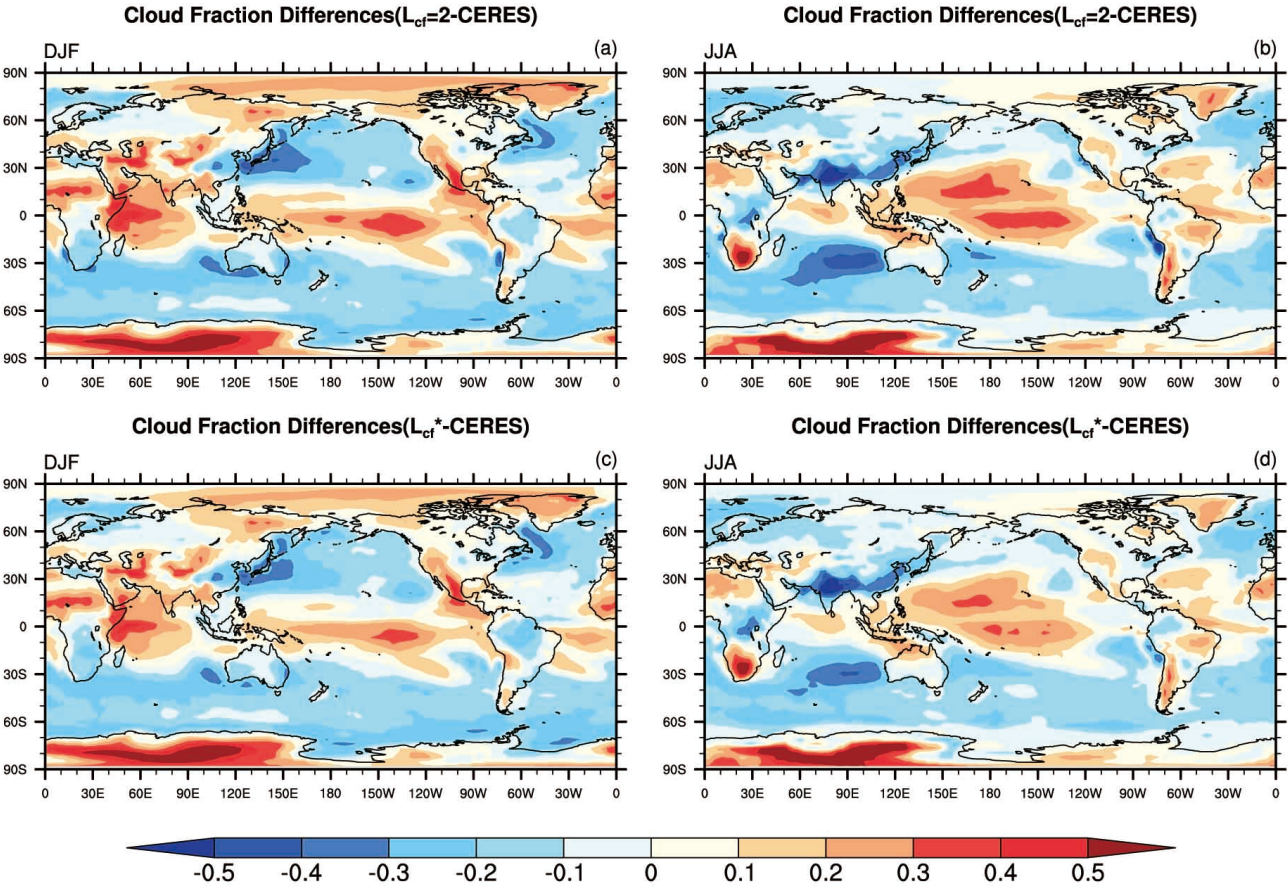 Cloud Fraction Differences(Lcf=2-CERES)
DJF (a)
90N
60N
30N
0
30S
60S
90S
0 30E 60E 90E 120E 150E 180 150W 120W 90W 60W 30W 0
Cloud Fraction Differences(Lcf=2-CERES)
JJA (b)
90N
60N
30N
0
30S
60S
90S
0 30E 60E 90E 120E 150E 180 150W 120W 90W 60W 30W 0
Cloud Fraction Differences(Lcf*-CERES)
DJF (c)
90N
60N
30N
0
30S
60S
90S
0 30E 60E 90E 120E 150E 180 150W 120W 90W 60W 30W 0
Cloud Fraction Differences(Lcf*-CERES)
JJA (d)
90N
60N
30N
0
30S
60S
90S
0 30E 60E 90E 120E 150E 180 150W 120W 90W 60W 30W 0
-0.5 -0.4 -0.3 -0.2 -0.1 0 0.1 0.2 0.3 0.4 0.5